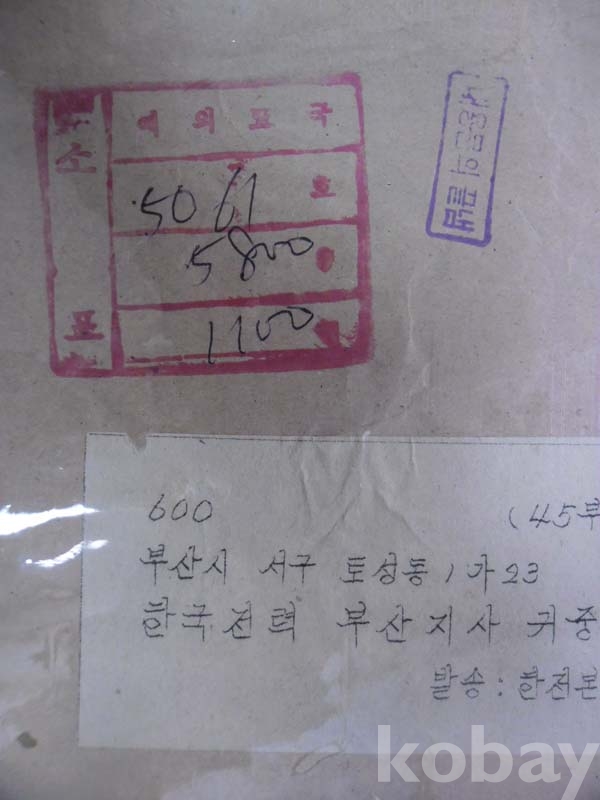 소
포
여의도국
호
5061
5800
1100
600 (45부
부산시 서구 토성동 1가 23
한국전력 부산지사 귀중
발송 : 한전본
kobay